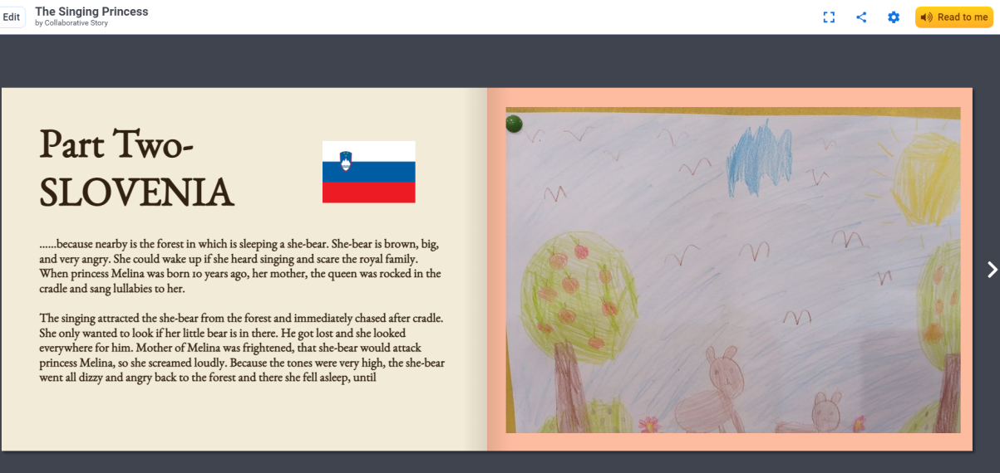 Edit
The Singing Princess
by Collaborative Story
Read to me
Part Two-
SLOVENIA
......because nearby is the forest in which is sleeping a she-bear. She-bear is brown, big,
and very angry. She could wake up if she heard singing and scare the royal family.
When princess Melina was born 10 years ago, her mother, the queen was rocked in the
cradle and sang lullabies to her.
The singing attracted the she-bear from the forest and immediately chased after cradle.
She only wanted to look if her little bear is in there. He got lost and she looked
everywhere for him. Mother of Melina was frightened, that she-bear would attack
princess Melina, so she screamed loudly. Because the tones were very high, the she-bear
went all dizzy and angry back to the forest and there she fell asleep, until